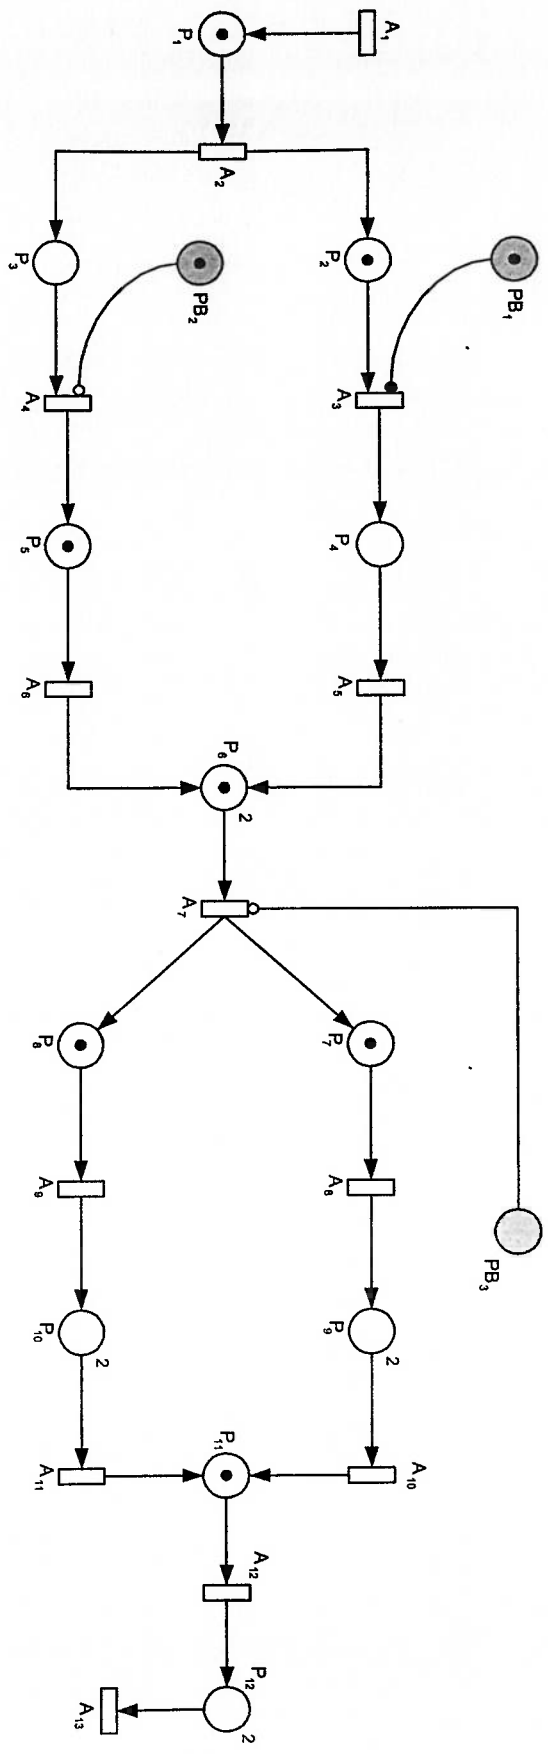 A₁
P₁
A₂
PB₁
P₂
PB₂
P₃
A₃
A₄
P₄
P₅
A₅
A₆
P₆
2
A₇
P₇
P₈
A₈
A₉
PB₃
P₉
2
P₁₀
2
A₁₀
A₁₁
P₁₁
A₁₂
P₁₂
2
A₁₃